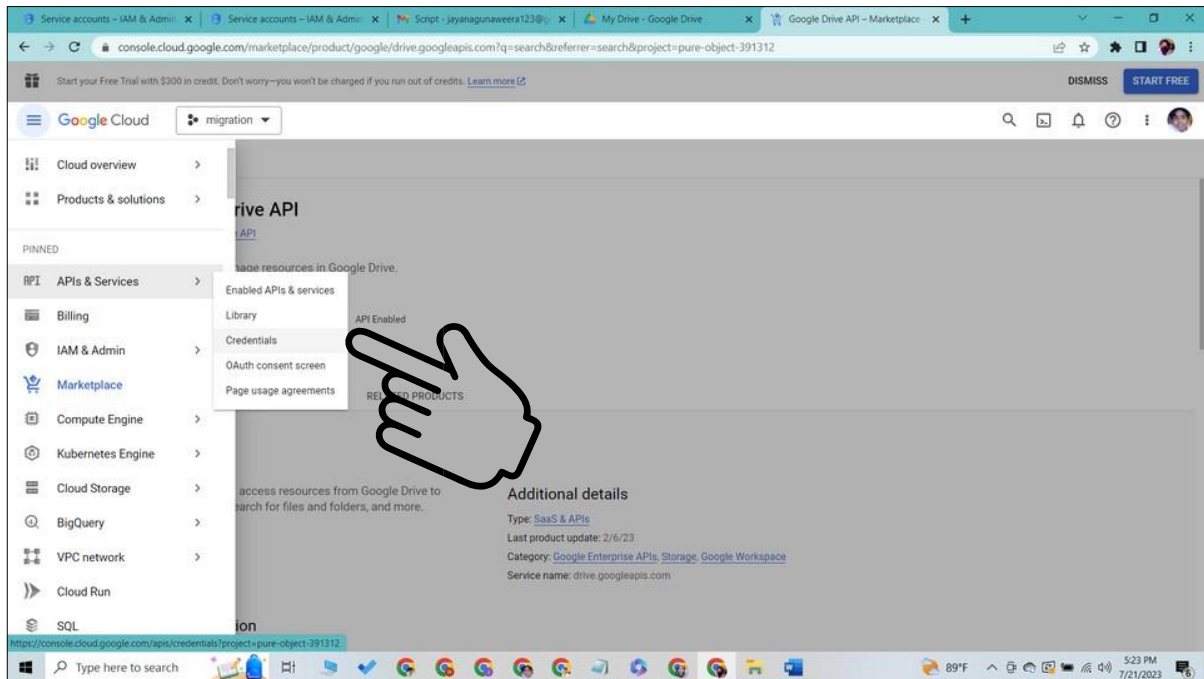 Service accounts – IAM & Admin
Service accounts – IAM & Admi
Script - jayanagunaweera123@g
My Drive - Google Drive
Google Drive API – Marketplace
console.cloud.google.com/marketplace/product/google/drive.googleapis.com?q=search&referrer=search&project=pure-object-391312
Start your Free Trial with $300 in credit. Don't worry—you won't be charged if you run out of credits. Learn more
DISMISS
START FREE
Google Cloud
migration
Cloud overview
Products & solutions
rive API
API
PINNED
nage resources in Google Drive.
API APIs & Services
Enabled APIs & services
Billing
Library
API Enabled
Credentials
IAM & Admin
OAuth consent screen
Marketplace
Page usage agreements
PRODUCTS
Compute Engine
Kubernetes Engine
Cloud Storage
access resources from Google Drive to
Additional details
earch for files and folders, and more.
BigQuery
Type: SaaS & APIs
Last product update: 2/6/23
VPC network
Category: Google Enterprise APIs, Storage, Google Workspace
Service name: drive.googleapis.com
Cloud Run
SQL
ion
https://console.cloud.google.com/apis/credentials?project=pure-object-391312
Type here to search
89°F
5:23 PM
7/21/2023